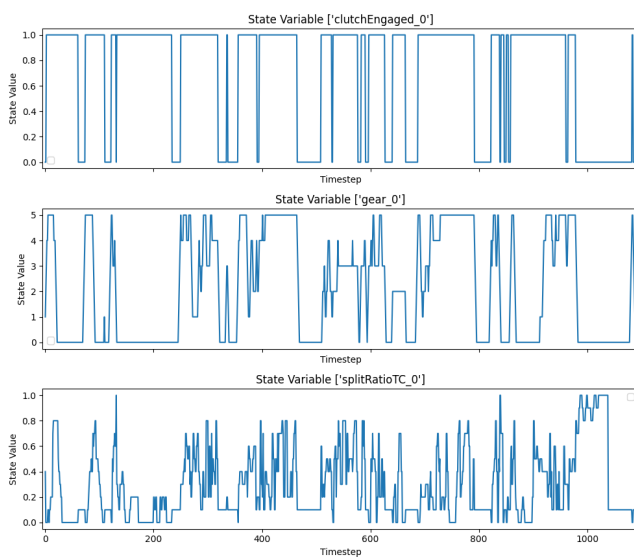 State Variable ['clutchEngaged_0']
1.0
0.8
0.6
0.4
0.2
0.0
State Value
Timestep
State Variable ['gear_0']
5
4
3
2
1
0
State Value
State Variable ['splitRatioTC_0']
1.0
0.8
0.6
0.4
0.2
0.0
State Value
0 200 400 600 800 1000
Timestep